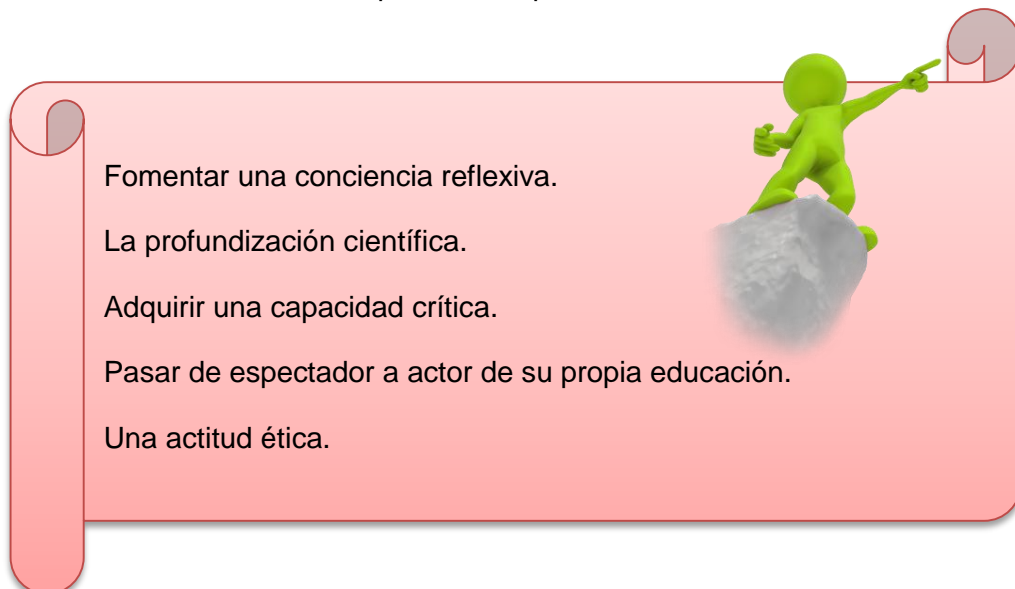 Fomentar una conciencia reflexiva.
La profundización científica.
Adquirir una capacidad crítica.
Pasar de espectador a actor de su propia educación.
Una actitud ética.